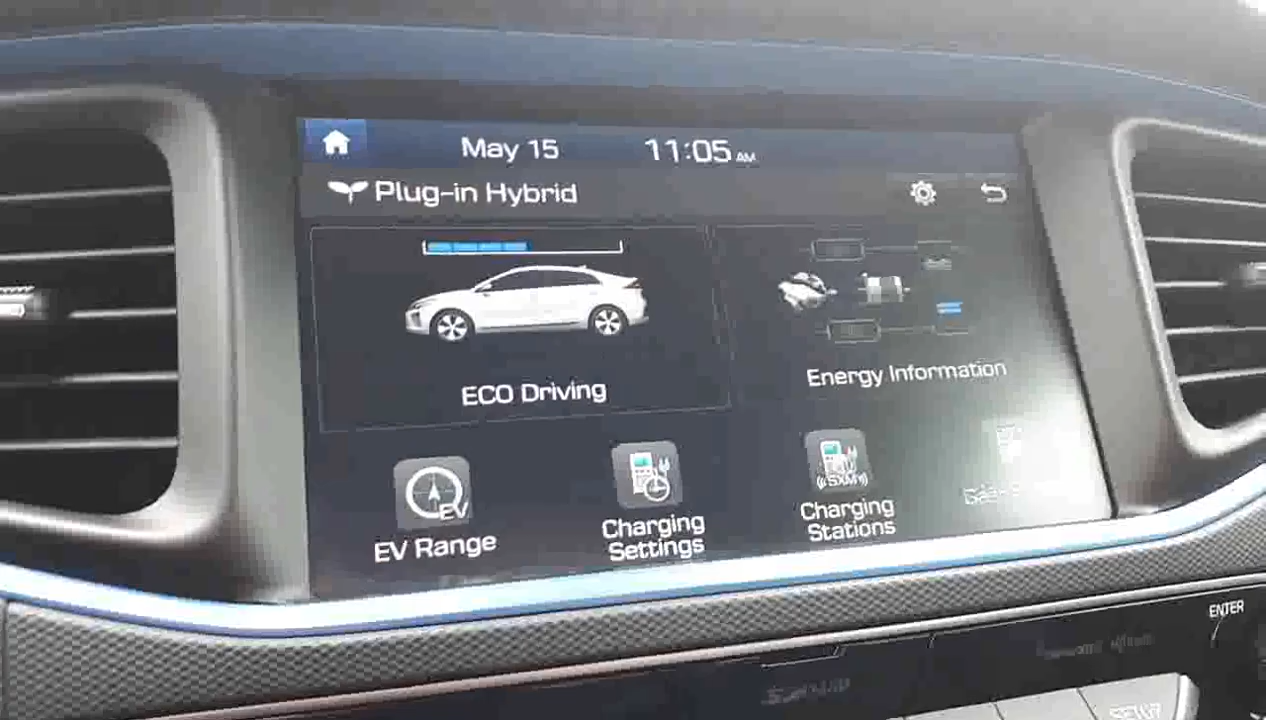 May 15 11:05 AM
Plug-in Hybrid
ECO Driving
Energy Information
EV
EV Range
Charging
Settings
((SXM))
Charging
Stations
ENTER